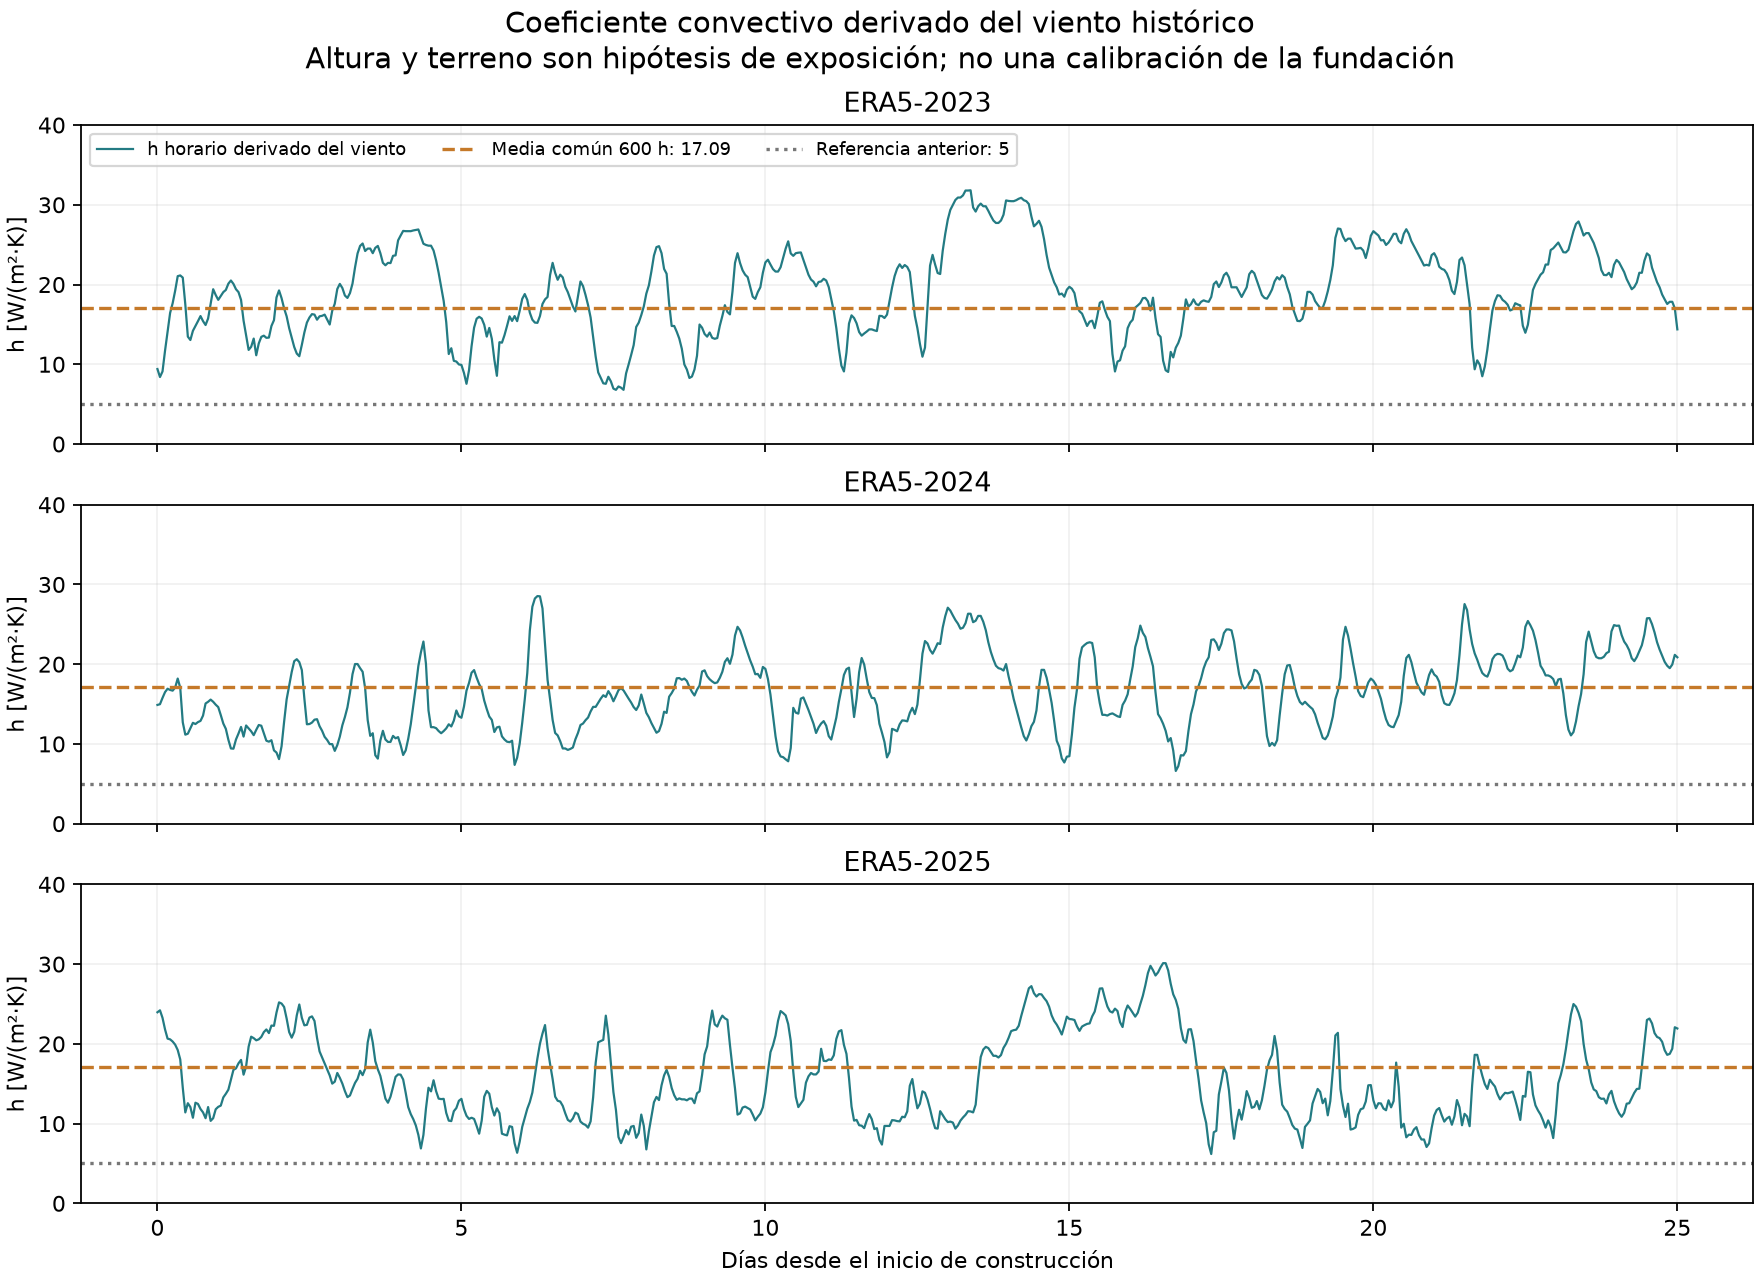 Coeficiente convectivo derivado del viento histórico
Altura y terreno son hipótesis de exposición; no una calibración de la fundación
ERA5-2023
h horario derivado del viento
Media común 600 h: 17.09
Referencia anterior: 5
h [W/(m²·K)]
40
30
20
10
0
ERA5-2024
h [W/(m²·K)]
40
30
20
10
0
ERA5-2025
h [W/(m²·K)]
40
30
20
10
0
0 5 10 15 20 25
Días desde el inicio de construcción